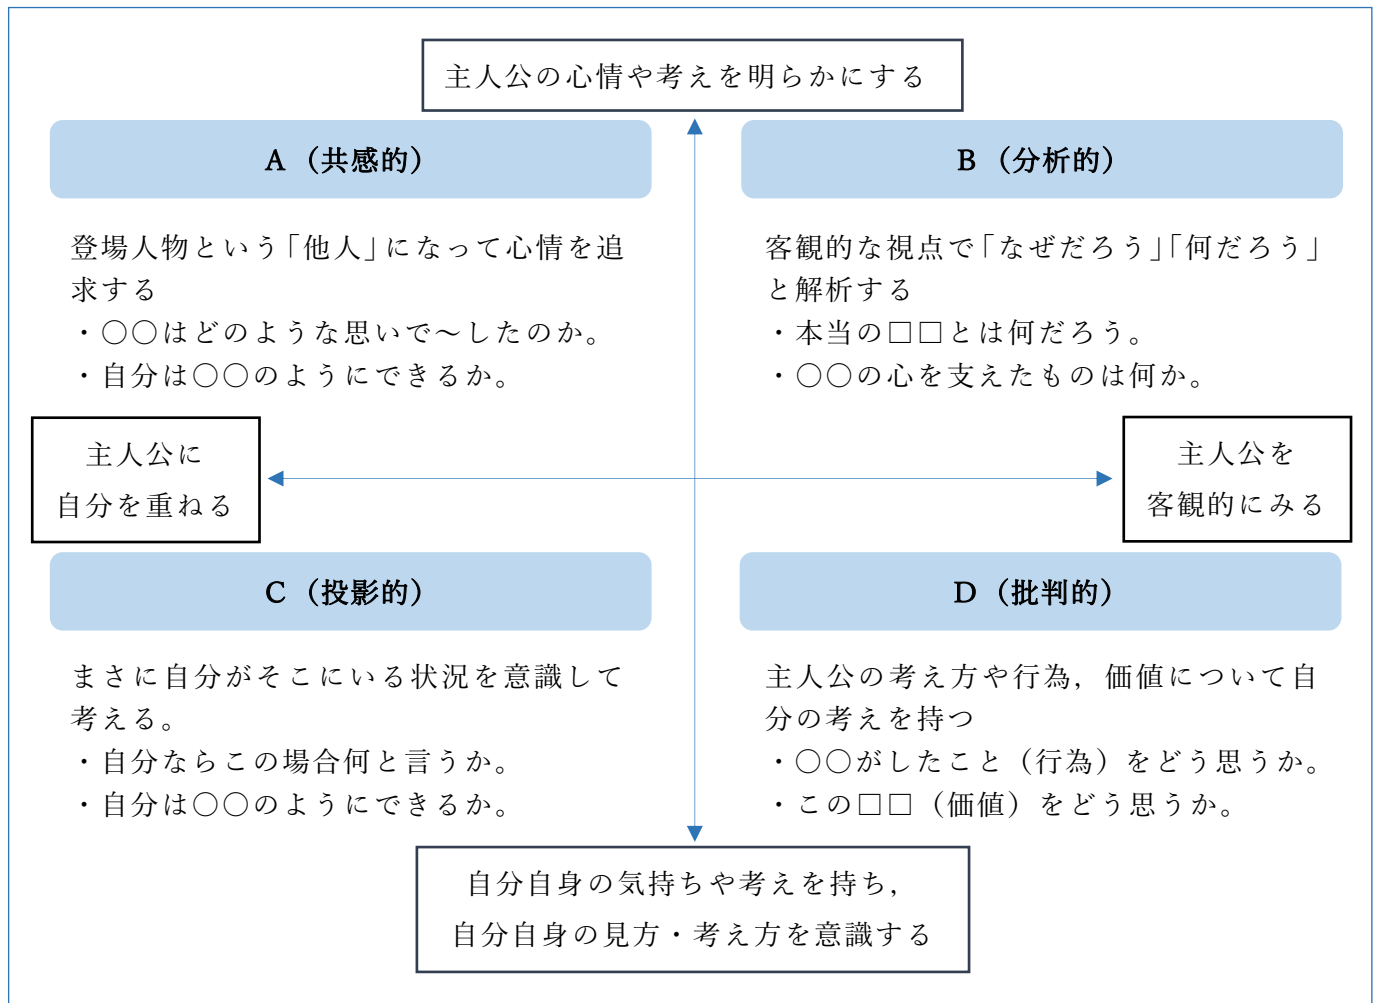 主人公の心情や考えを明らかにする
A（共感的）
登場人物という「他人」になって心情を追
求する
・○○はどのような思いで～したのか。
・自分は○○のようにできるか。
B（分析的）
客観的な視点で「なぜだろう」「何だろう」
と解析する
・本当の□□とは何だろう。
・○○の心を支えたものは何か。
主人公に
自分を重ねる
主人公を
客観的にみる
C（投影的）
まさに自分がそこにいる状況を意識して
考える。
・自分ならこの場合何と言うか。
・自分は○○のようにできるか。
D（批判的）
主人公の考え方や行為，価値について自
分の考えを持つ
・○○がしたこと（行為）をどう思うか。
・この□□（価値）をどう思うか。
自分自身の気持ちや考えを持ち，
自分自身の見方・考え方を意識する